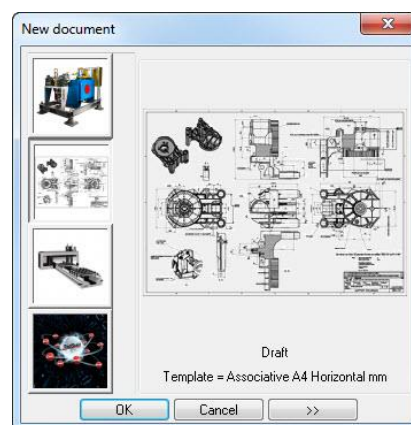 New document
Draft
Template = Associative A4 Horizontal mm
OK
Cancel
>>